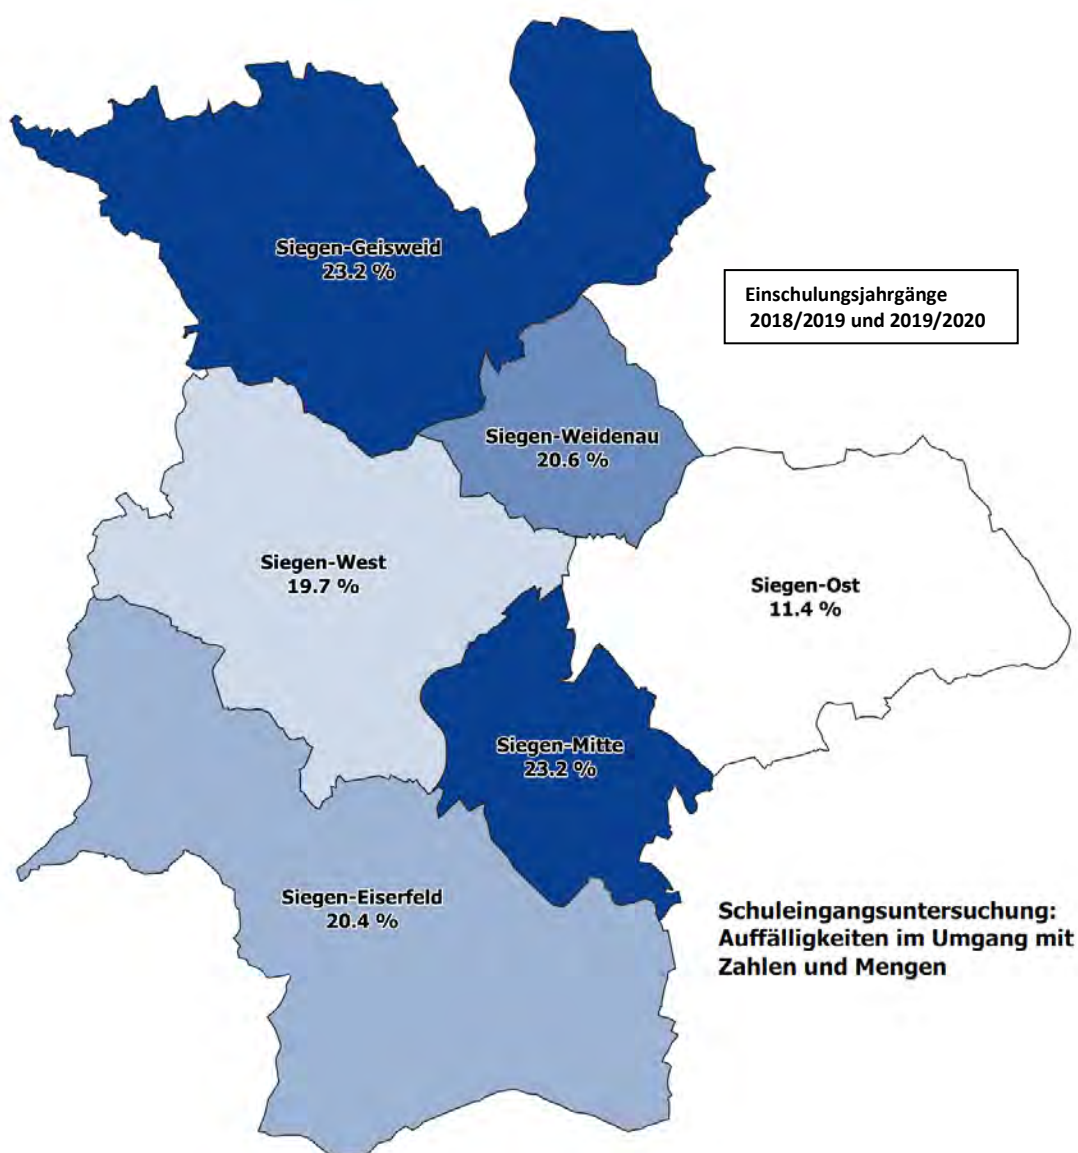 Siegen-Geisweid
23.2 %
Einschulungsjahrgänge
2018/2019 und 2019/2020
Siegen-Weidenau
20.6 %
Siegen-West
19.7 %
Siegen-Ost
11.4 %
Siegen-Mitte
23.2 %
Siegen-Eiserfeld
20.4 %
Schuleingangsuntersuchung:
Auffälligkeiten im Umgang mit
Zahlen und Mengen